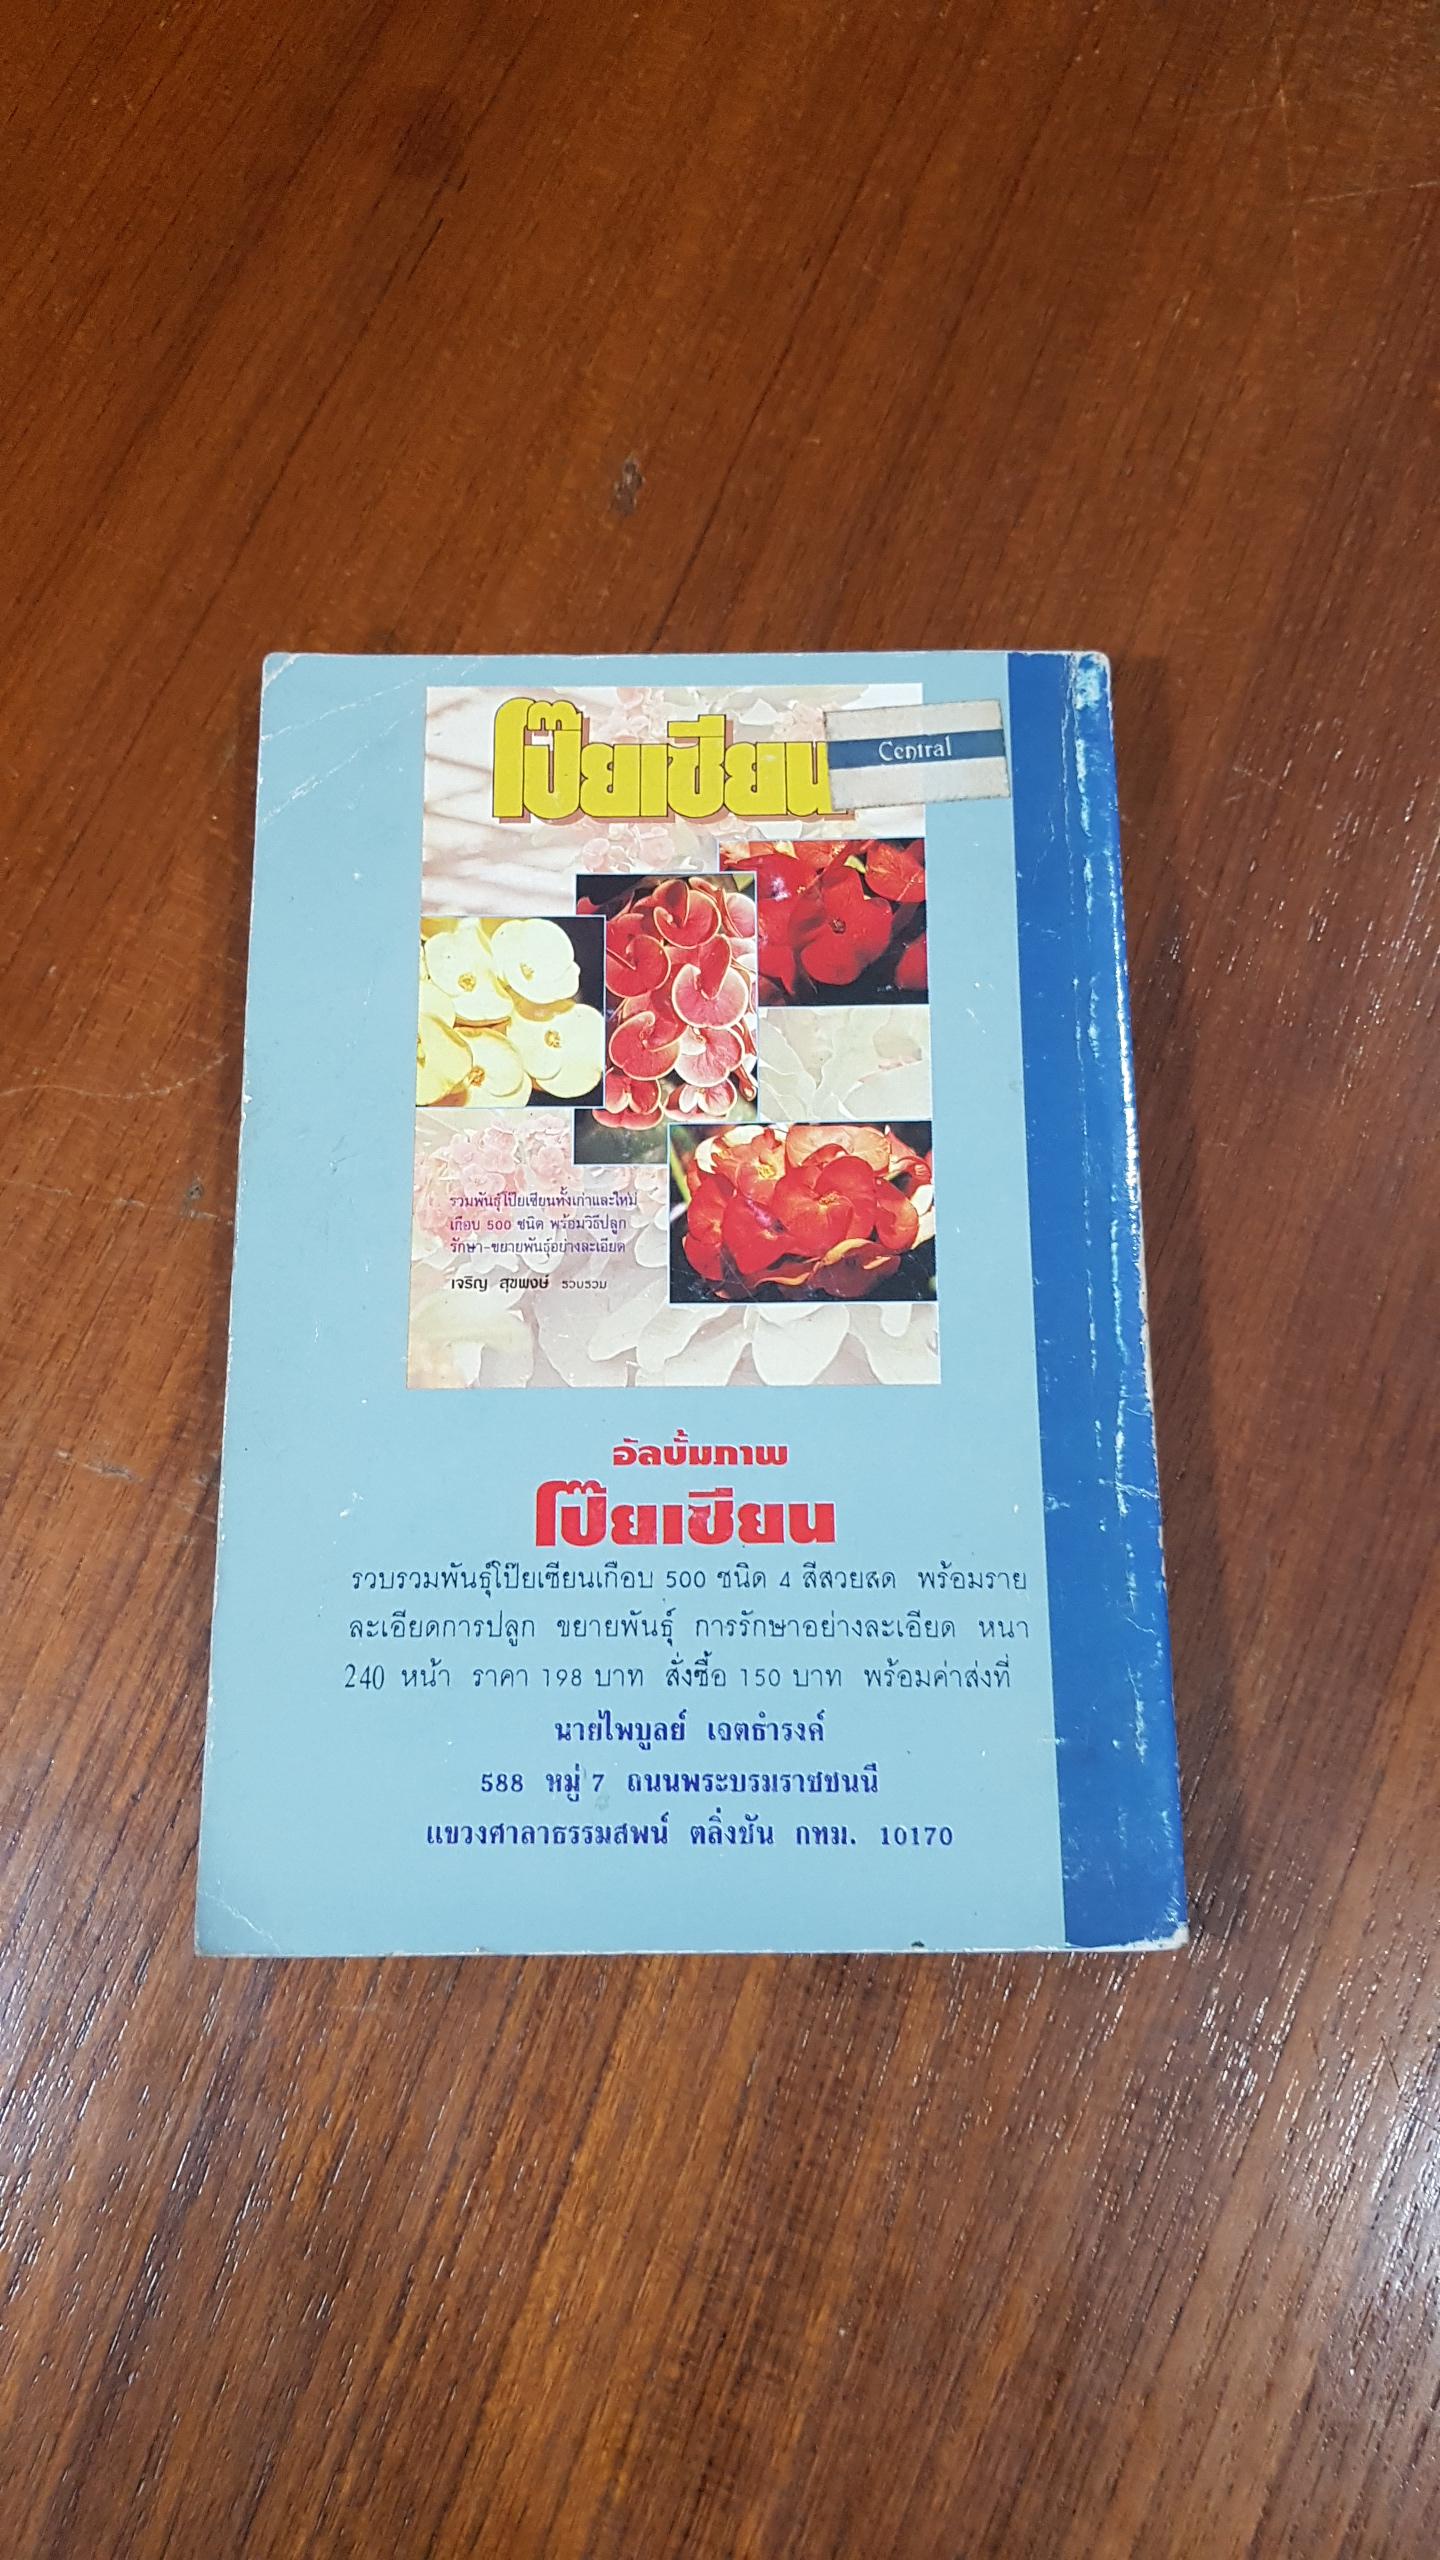 โป๊ยเซียน
Central
รวมพันธุ์โป๊ยเซียนทั้งเก่าและใหม่
เกือบ 500 ชนิด พร้อมวิธีปลูก
รักษา-ขยายพันธุ์อย่างละเอียด
เจริญ สุขพงษ์ รวบรวม
อัลบั้มภาพ
โป๊ยเซียน
รวบรวมพันธุ์โป๊ยเซียนเกือบ 500 ชนิด 4 สีสวยสด พร้อมราย
ละเอียดการปลูก ขยายพันธุ์ การรักษาอย่างละเอียด หนา
240 หน้า ราคา 198 บาท สั่งซื้อ 150 บาท พร้อมค่าส่งที่
นายไพบูลย์ เจตธำรงค์
588 หมู่ 7 ถนนพระบรมราชชนนี
แขวงศาลาธรรมสพน์ ตลิ่งชัน กทม. 10170